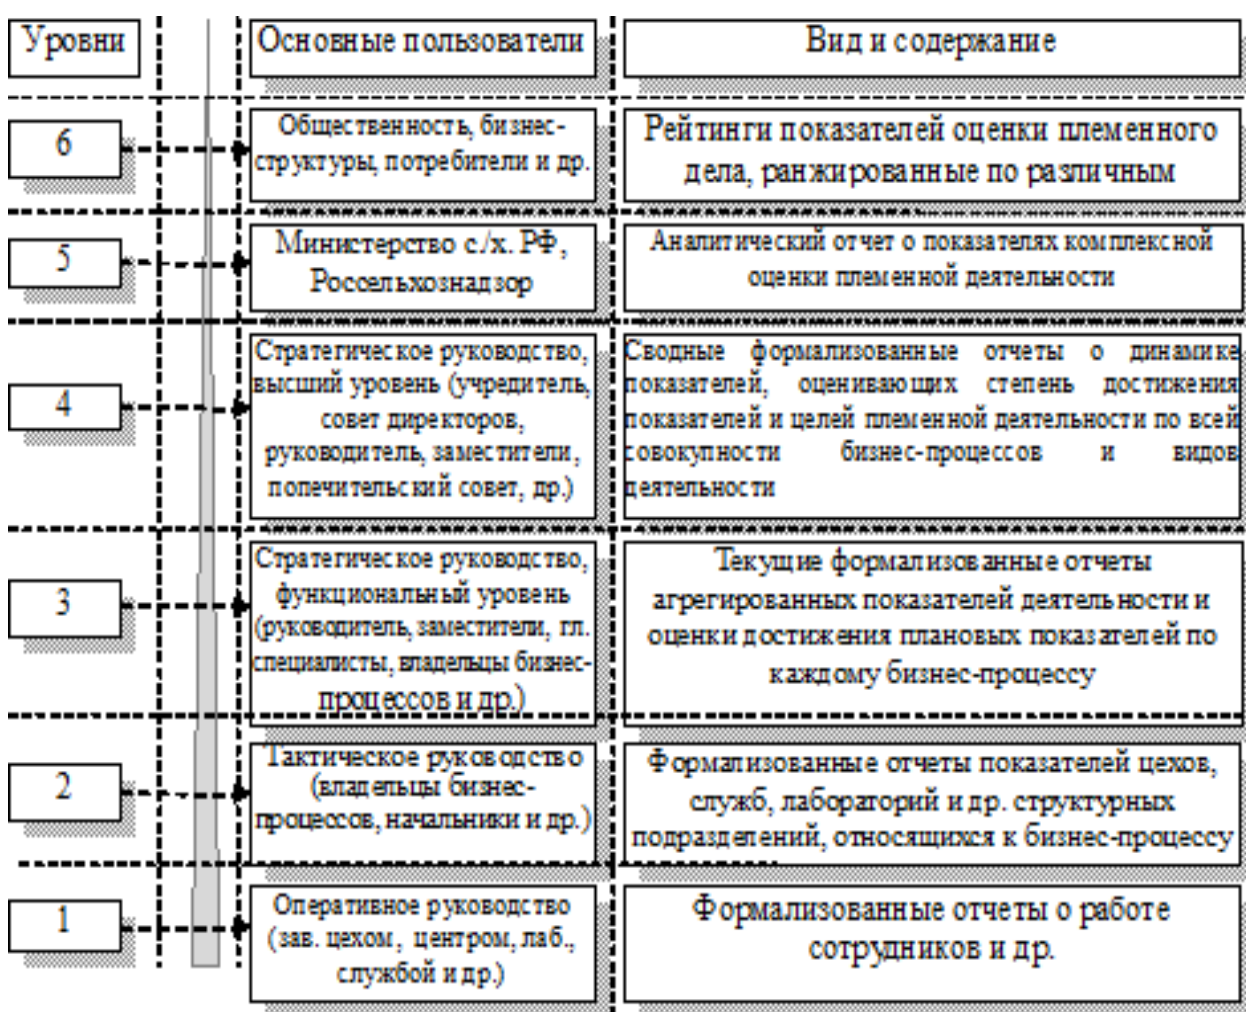 Уровни
Основные пользователи
Вид и содержание
6
Общественность, бизнес-
структуры, потребители и др.
Рейтинги показателей оценки племенного
дела, ранжированные по различным
5
Министерство с./х. РФ,
Россельхознадзор
Аналитический отчет о показателях комплексной
оценки племенной деятельности
4
Стратегическое руководство,
высший уровень (учредитель,
совет директоров,
руководитель, заместители,
попечительский совет, др.)
Сводные формализованные отчеты о динамике
показателей, оценивающих степень достижения
показателей и целей племенной деятельности по всей
совокупности бизнес-процессов и видов
деятельности
3
Стратегическое руководство,
функциональный уровень
(руководитель, заместители, гл.
специалисты, владельцы бизнес-
процессов и др.)
Текущие формализованные отчеты
агрегированных показателей деятельности и
оценки достижения плановых показателей по
каждому бизнес-процессу
2
Тактическое руководство
(владельцы бизнес-
процессов, начальники и др.)
Формализованные отчеты показателей цехов,
служб, лабораторий и др. структурных
подразделений, относящихся к бизнес-процессу
1
Оперативное руководство
(зав. цехом, центром, лаб.,
службой и др.)
Формализованные отчеты о работе
сотрудников и др.